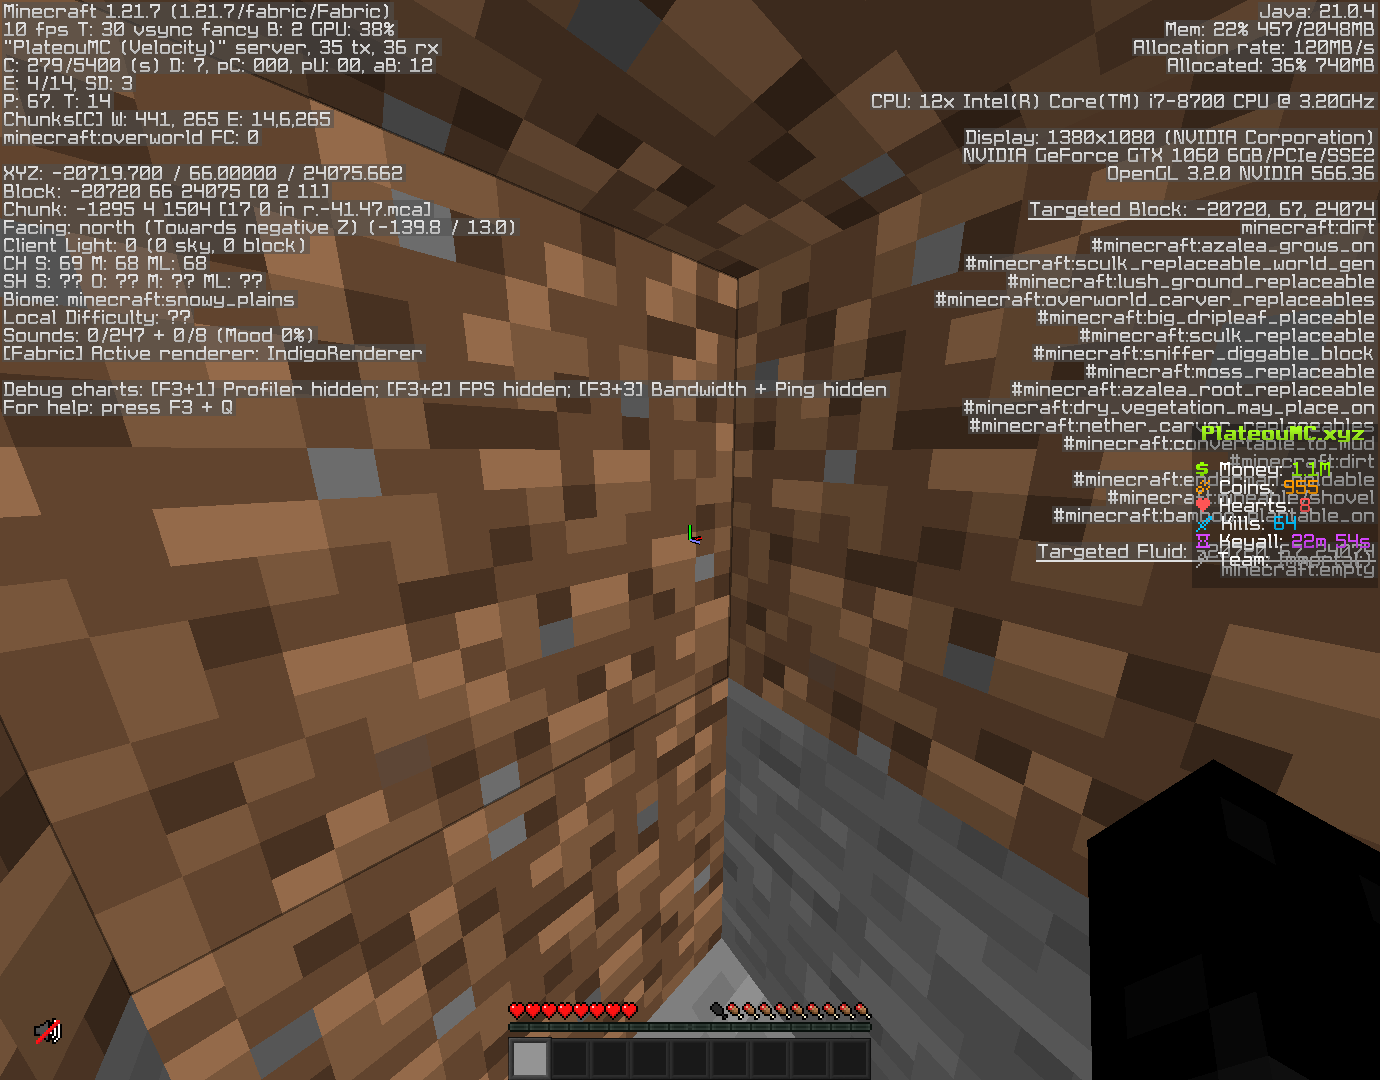 Minecraft 1.21.7 (1.21.7/fabric/Fabric)
10 fps T: 30 vsync fancy B: 2 GPU: 38%
"PlateouMC (Velocity)" server, 35 tx, 36 rx
C: 279/5400 (s) D: 7, pC: 000, pU: 00, aB: 12
E: 4/14, SD: 3
P: 67. T: 14
Chunks[C] W: 441, 265 E: 14,6,265
minecraft:overworld FC: 0
XYZ: -20719.700 / 66.00000 / 24075.662
Block: -20720 66 24075 [0 2 11]
Chunk: -1295 4 1504 [17 0 in r.-41.47.mca]
Facing: north (Towards negative Z) (-139.8 / 13.0)
Client Light: 0 (0 sky, 0 block)
CH S: 69 M: 68 ML: 68
SH S: ?? O: ?? M: ?? ML: ??
Biome: minecraft:snowy_plains
Local Difficulty: ??
Sounds: 0/247 + 0/8 (Mood 0%)
[Fabric] Active renderer: IndigoRenderer
Debug charts: [F3+1] Profiler hidden; [F3+2] FPS hidden; [F3+3] Bandwidth + Ping hidden
For help: press F3 + Q
Java: 21.0.4
Mem: 22% 457/2048MB
Allocation rate: 120MB/s
Allocated: 36% 740MB
CPU: 12x Intel(R) Core(TM) i7-8700 CPU @ 3.20GHz
Display: 1380x1080 (NVIDIA Corporation)
NVIDIA GeForce GTX 1060 6GB/PCIe/SSE2
OpenGL 3.2.0 NVIDIA 566.36
Targeted Block: -20720, 67, 24074
minecraft:dirt
#minecraft:azalea_grows_on
#minecraft:sculk_replaceable_world_gen
#minecraft:lush_ground_replaceable
#minecraft:overworld_carver_replaceables
#minecraft:big_dripleaf_placeable
#minecraft:sculk_replaceable
#minecraft:sniffer_diggable_block
#minecraft:moss_replaceable
#minecraft:azalea_root_replaceable
#minecraft:dry_vegetation_may_place_on
#minecraft:nether_carver_replaceables
#minecraft:convertable_to_mud
#minecraft:dirt
Targeted Fluid:
minecraft:empty
PlateouMC.xyz
$ Money: 1.1M
Coins: 955
Hearts: 8
Kills: 64
Keyall: 22m 54s
Team: